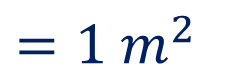 = 1 m²